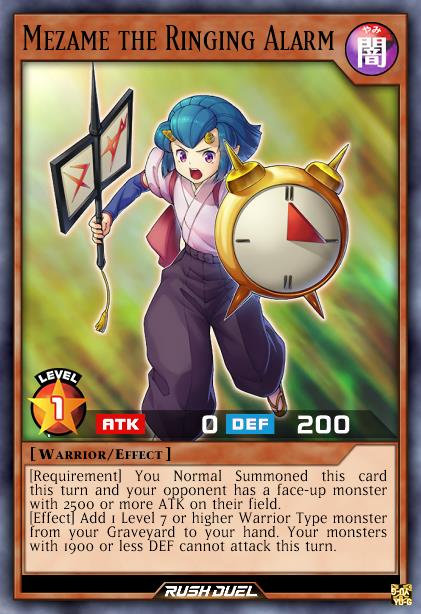 Mezame the Ringing Alarm
やみ
闇
LEVEL
1
ATK 0 DEF 200
[Warrior/Effect]
[Requirement] You Normal Summoned this card
this turn and your opponent has a face-up monster
with 2500 or more ATK on their field.
[Effect] Add 1 Level 7 or higher Warrior Type monster
from your Graveyard to your hand. Your monsters
with 1900 or less DEF cannot attack this turn.
RUSH DUEL